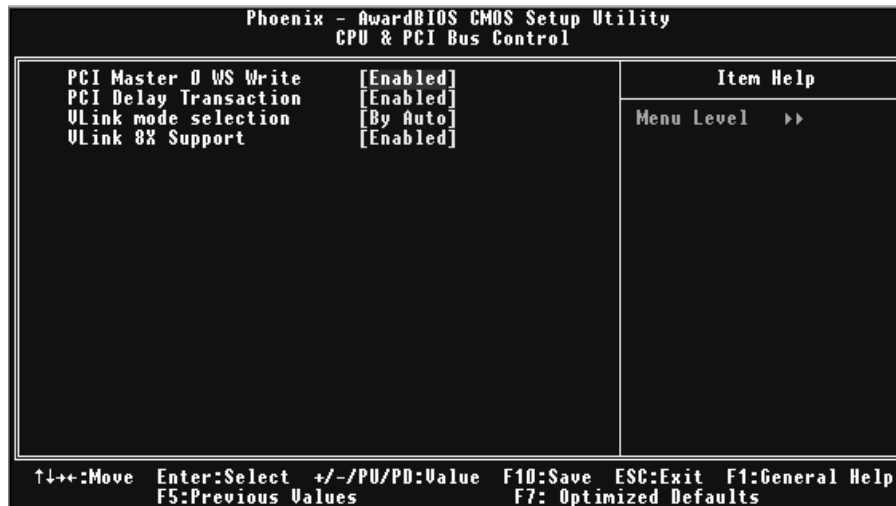 Phoenix - AwardBIOS CMOS Setup Utility
CPU & PCI Bus Control
PCI Master 0 WS Write [Enabled]
PCI Delay Transaction [Enabled]
VLink mode selection [By Auto]
VLink 8X Support [Enabled]
Item Help
Menu Level ▸▸
↑↓→←:Move Enter:Select +/-/PU/PD:Value F10:Save ESC:Exit F1:General Help
F5:Previous Values F7: Optimized Defaults